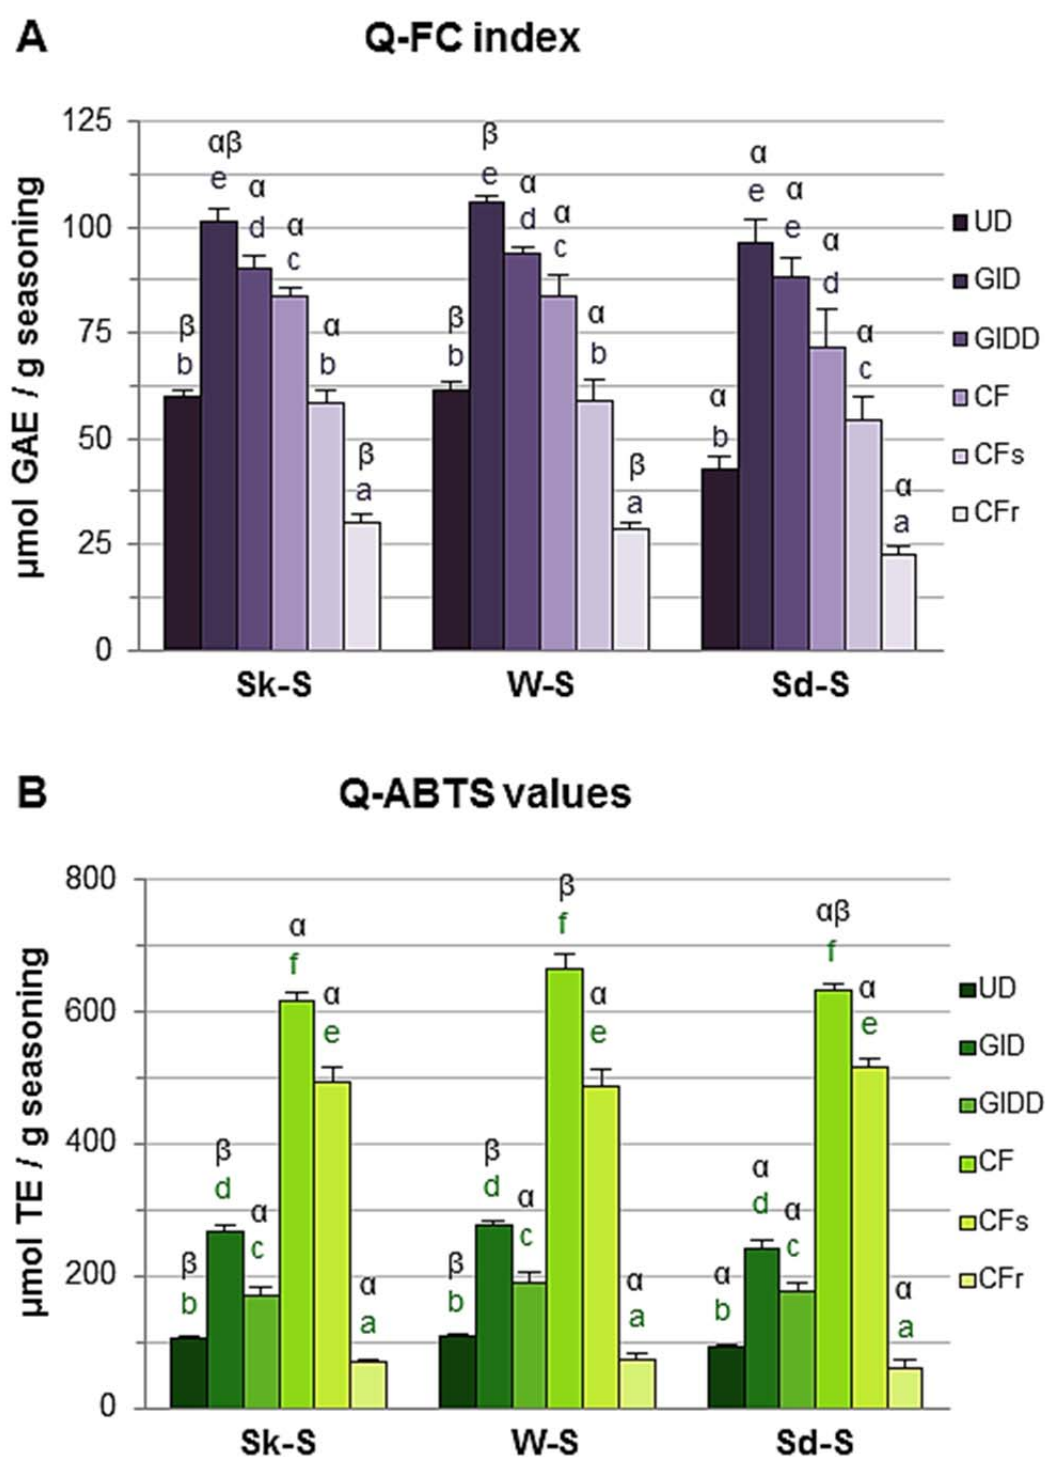 A
Q-FC index
µmol GAE / g seasoning
125
100
75
50
25
0
β
b
αβ
e
α
d
α
c
α
b
β
a
β
b
β
e
α
d
α
c
α
b
β
a
α
b
α
e
α
e
α
d
α
c
α
a
Sk-S
W-S
Sd-S
UD
GID
GIDD
CF
CFs
CFr
B
Q-ABTS values
µmol TE / g seasoning
800
600
400
200
0
β
b
β
d
α
c
α
f
α
e
α
a
β
b
β
d
α
c
β
f
α
e
α
a
α
b
α
d
α
c
αβ
f
α
e
α
a
Sk-S
W-S
Sd-S
UD
GID
GIDD
CF
CFs
CFr